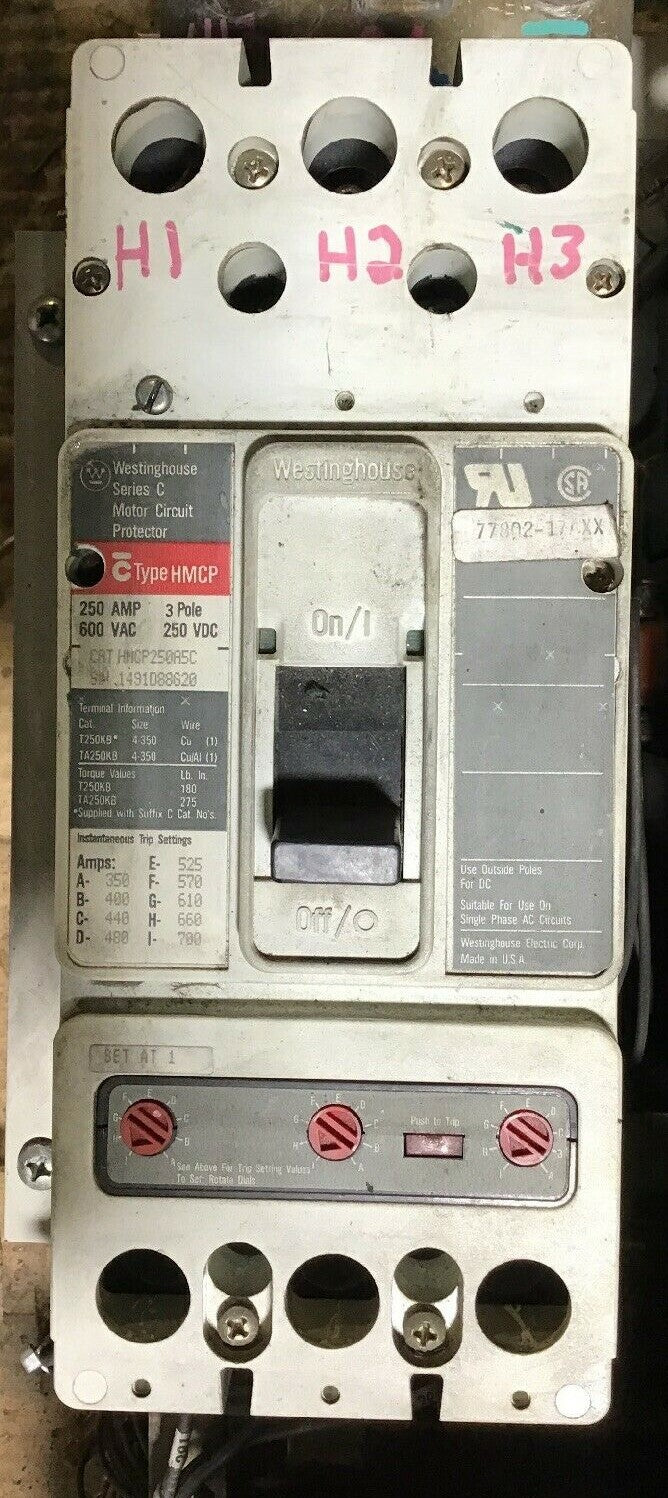 H1 H2 H3
Westinghouse
Series C
Motor Circuit
Protector
C Type HMCP
250 AMP 3 Pole
600 VAC 250 VDC
CAT HMCP250A5C
S# 1491D88G20
Terminal Information
Cat. Size Wire
T250KB* 4-350 Cu (1)
TA250KB 4-350 Cu/Al (1)
Torque Values Lb. In.
T250KB 180
TA250KB 275
*Supplied with Suffix C Cat. No's.
Instantaneous Trip Settings
Amps: E- 525
A- 350 F- 570
B- 400 G- 610
C- 440 H- 660
D- 480 I- 700
Westinghouse
On/I
Off/O
UR SA
Use Outside Poles
For DC
Suitable For Use On
Single Phase AC Circuits
Westinghouse Electric Corp.
Made in U.S.A.
SET AT 1
F E D
G C
H B
I
See Above For Trip Setting Values
To Set Rotate Dials
F E D
G C
H B
I A
Push to Trip
F E D
G C
H
I A